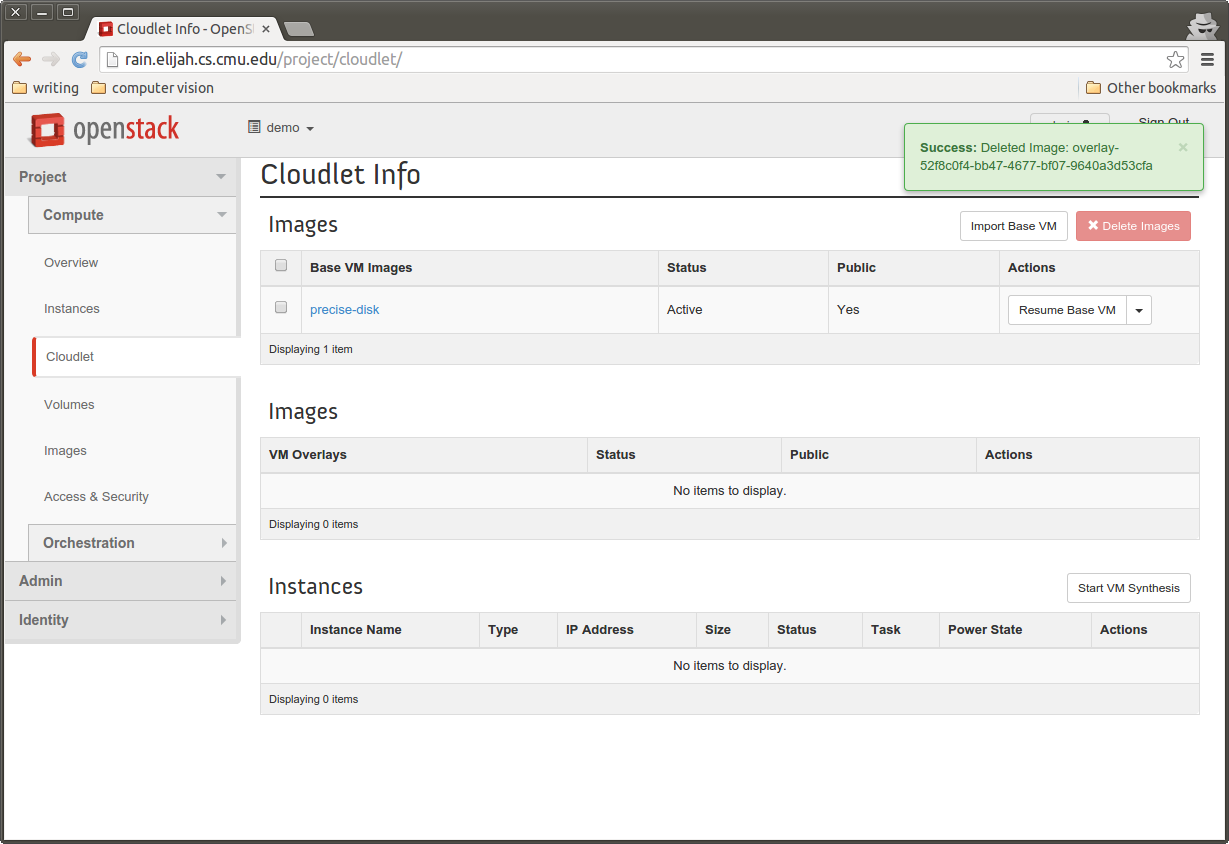 Cloudlet Info - OpenS
rain.elijah.cs.cmu.edu/project/cloudlet/
writing
computer vision
Other bookmarks
openstack
demo
Sign Out
Success: Deleted Image: overlay-
52f8c0f4-bb47-4677-bf07-9640a3d53cfa
Project
Compute
Overview
Instances
Cloudlet
Volumes
Images
Access & Security
Orchestration
Admin
Identity
Cloudlet Info
Images
Import Base VM
Delete Images
Base VM Images Status Public Actions
precise-disk Active Yes Resume Base VM
Displaying 1 item
Images
VM Overlays Status Public Actions
No items to display.
Displaying 0 items
Instances
Start VM Synthesis
Instance Name Type IP Address Size Status Task Power State Actions
No items to display.
Displaying 0 items